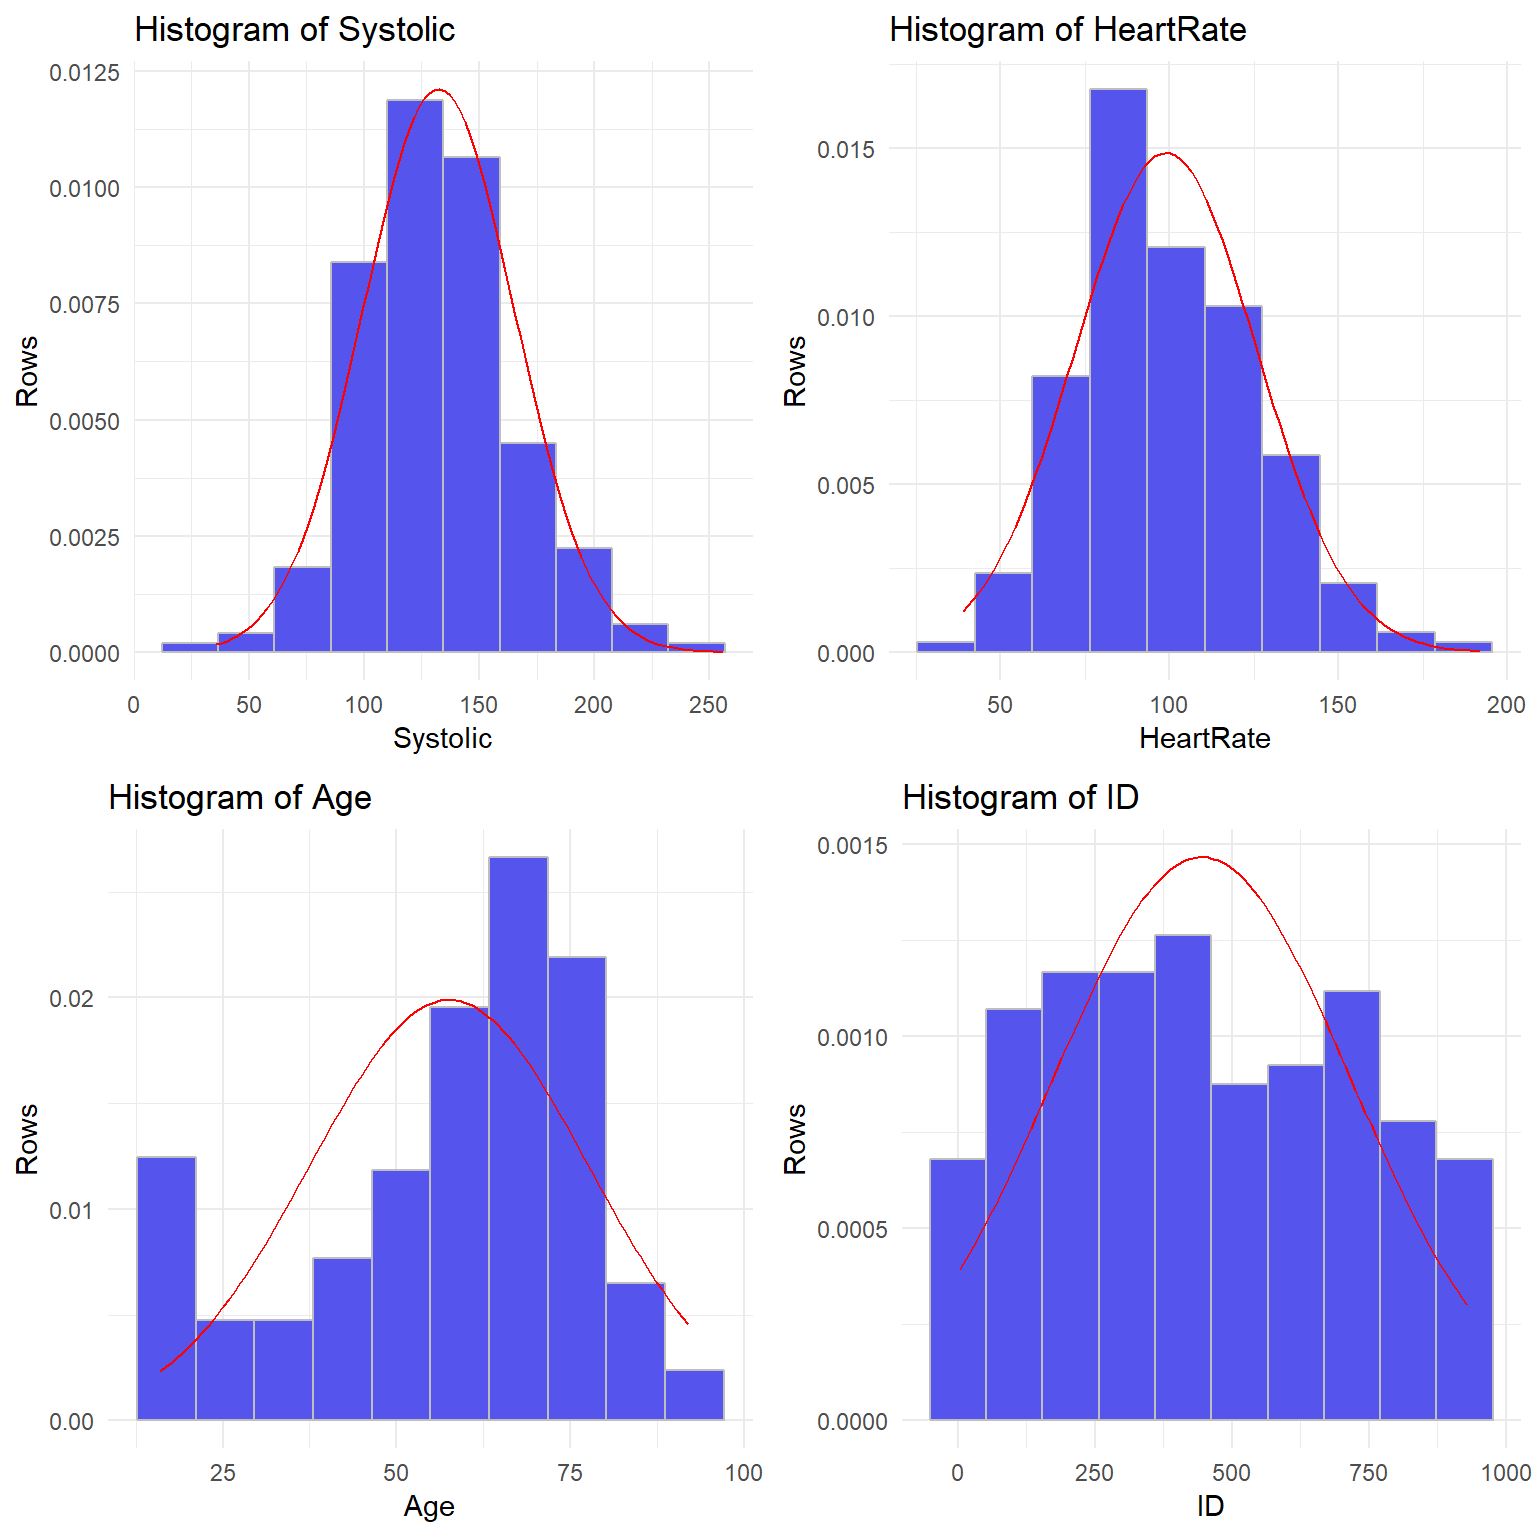 Histogram of Systolic
0.0125
0.0100
0.0075
0.0050
0.0025
0.0000
Rows
0 50 100 150 200 250
Systolic
Histogram of HeartRate
0.015
0.010
0.005
0.000
Rows
50 100 150 200
HeartRate
Histogram of Age
0.02
0.01
0.00
Rows
25 50 75 100
Age
Histogram of ID
0.0015
0.0010
0.0005
0.0000
Rows
0 250 500 750 1000
ID